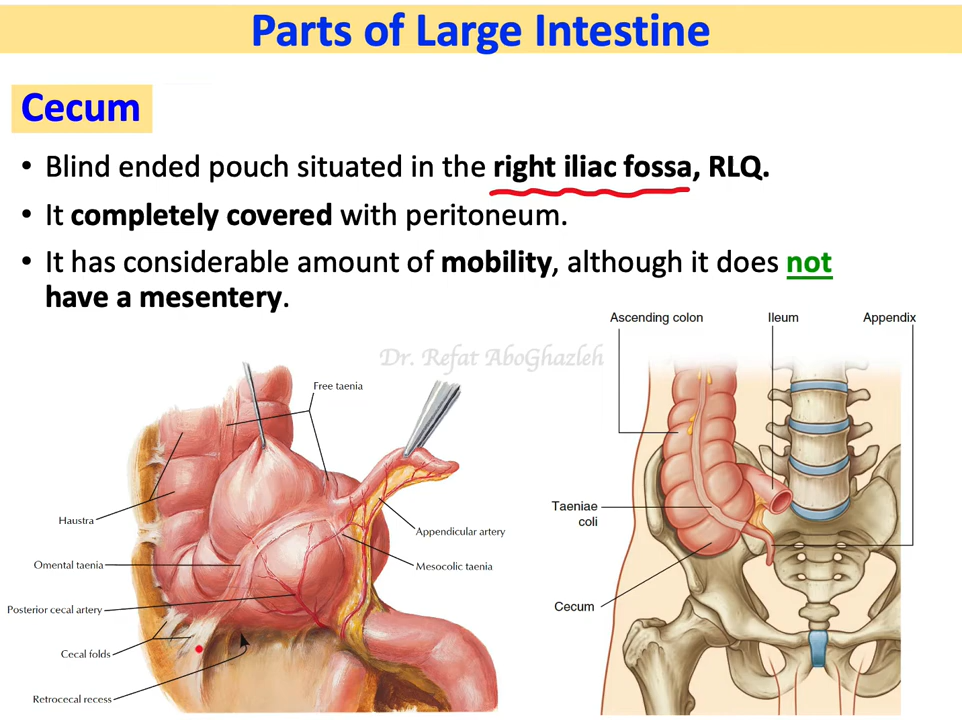 Parts of Large Intestine
Cecum
• Blind ended pouch situated in the right iliac fossa, RLQ.
• It completely covered with peritoneum.
• It has considerable amount of mobility, although it does not
have a mesentery.
Dr. Refat AboGhazleh
Free taenia
Haustra
Appendicular artery
Omental taenia
Mesocolic taenia
Posterior cecal artery
Cecal folds
Retrocecal recess
Ascending colon
Ileum
Appendix
Taeniae
coli
Cecum